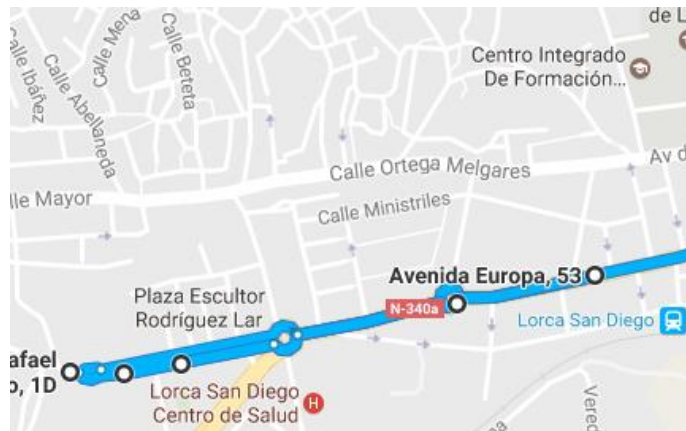 de L
Centro Integrado
De Formación...
Calle Mena
Calle Beteta
Calle Ibáñez
Calle Abellaneda
Calle Ortega Melgares
Av d
lle Mayor
Calle Ministriles
Avenida Europa, 53
Plaza Escultor
Rodríguez Lar
N-340a
Lorca San Diego
afael
o, 1D
Lorca San Diego
Centro de Salud
H
Vered